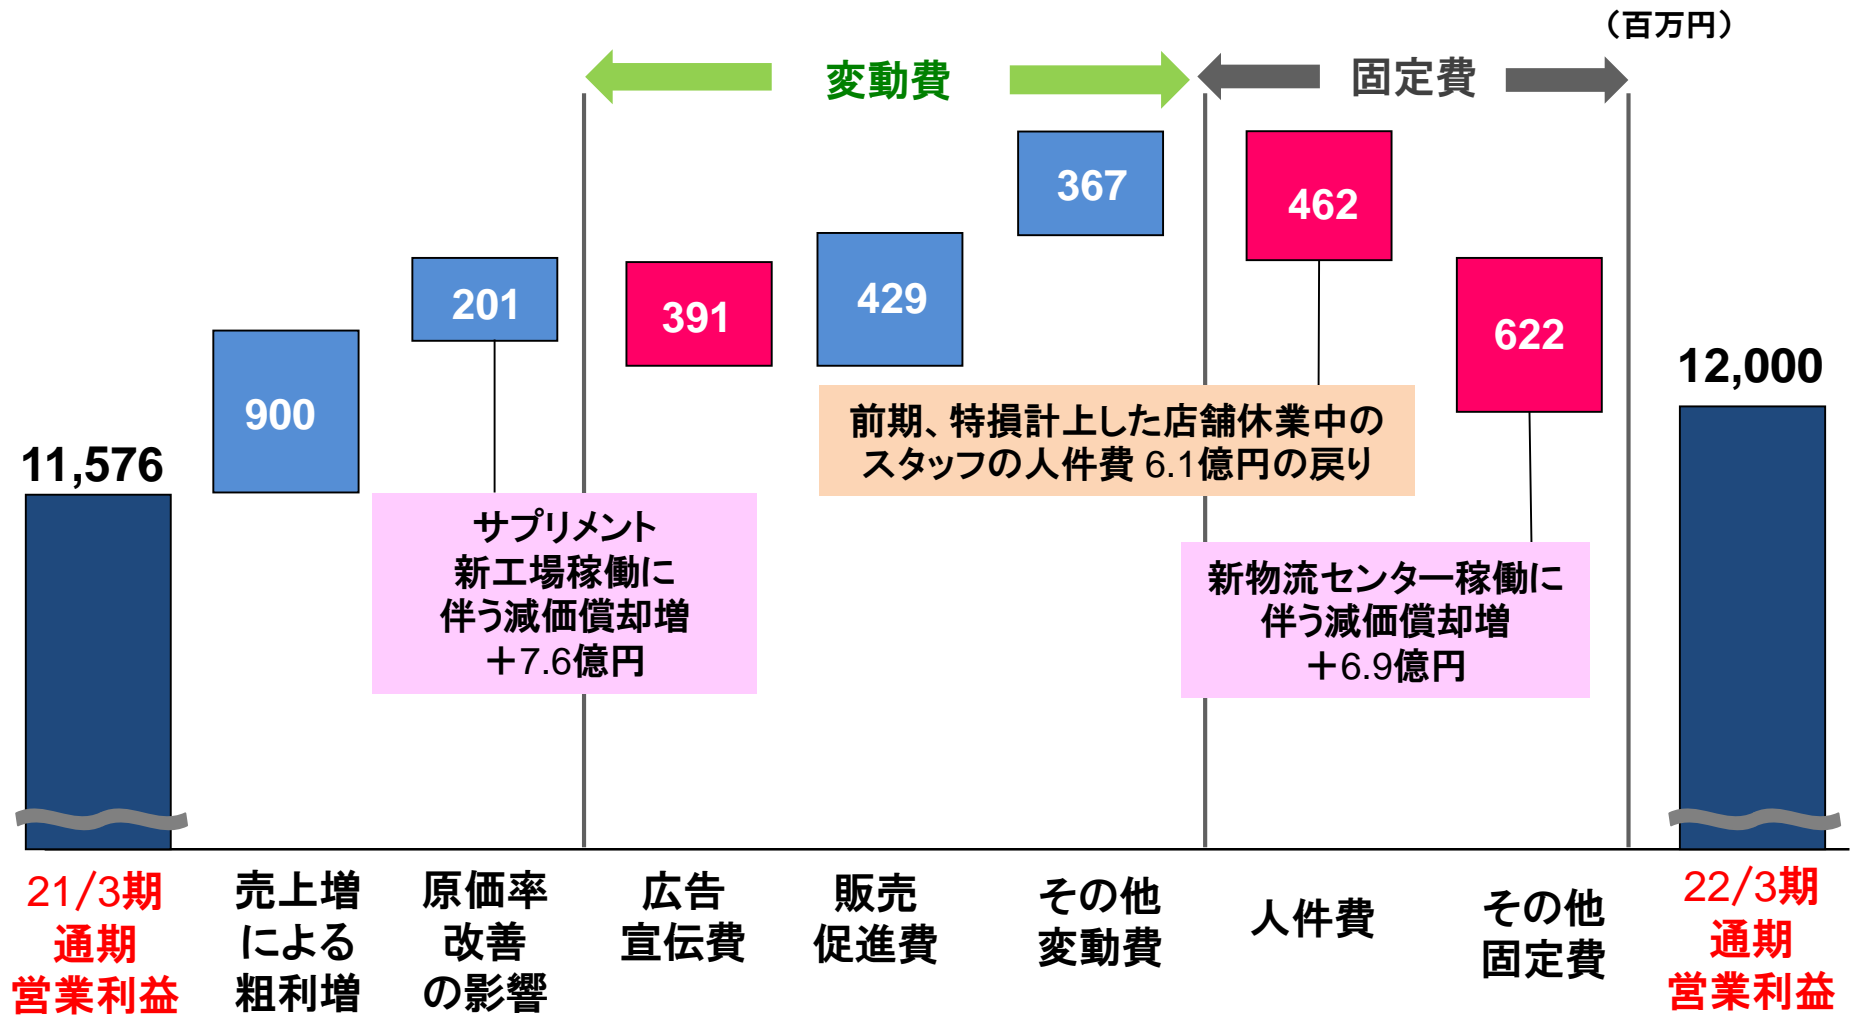 （百万円）
変動費
固定費
11,576
900
201
391
429
367
462
622
12,000
サプリメント
新工場稼働に
伴う減価償却増
＋7.6億円
前期、特損計上した店舗休業中の
スタッフの人件費 6.1億円の戻り
新物流センター稼働に
伴う減価償却増
＋6.9億円
21/3期
通期
営業利益
売上増
による
粗利増
原価率
改善
の影響
広告
宣伝費
販売
促進費
その他
変動費
人件費
その他
固定費
22/3期
通期
営業利益